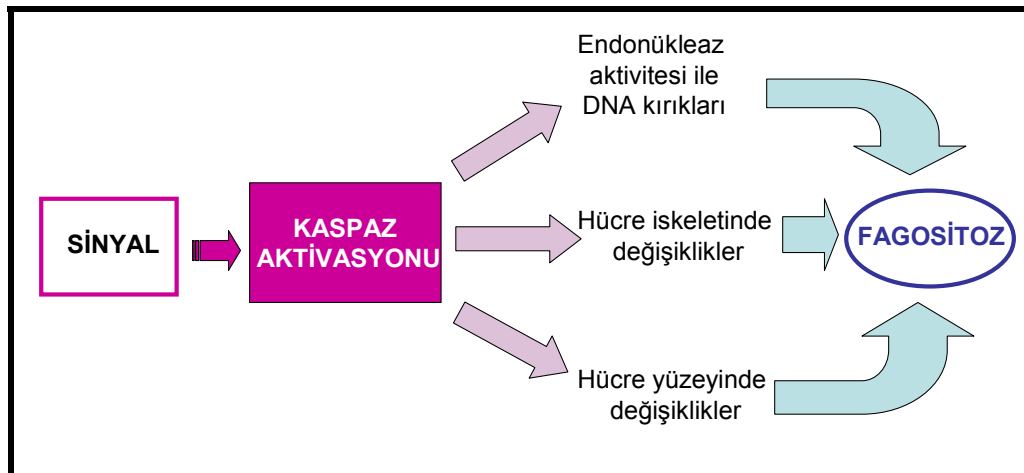 SİNYAL
KASPAZ
AKTİVASYONU
Endonükleaz
aktivitesi ile
DNA kırıkları
Hücre iskeletinde
değişiklikler
Hücre yüzeyinde
değişiklikler
FAGOSİTOZ